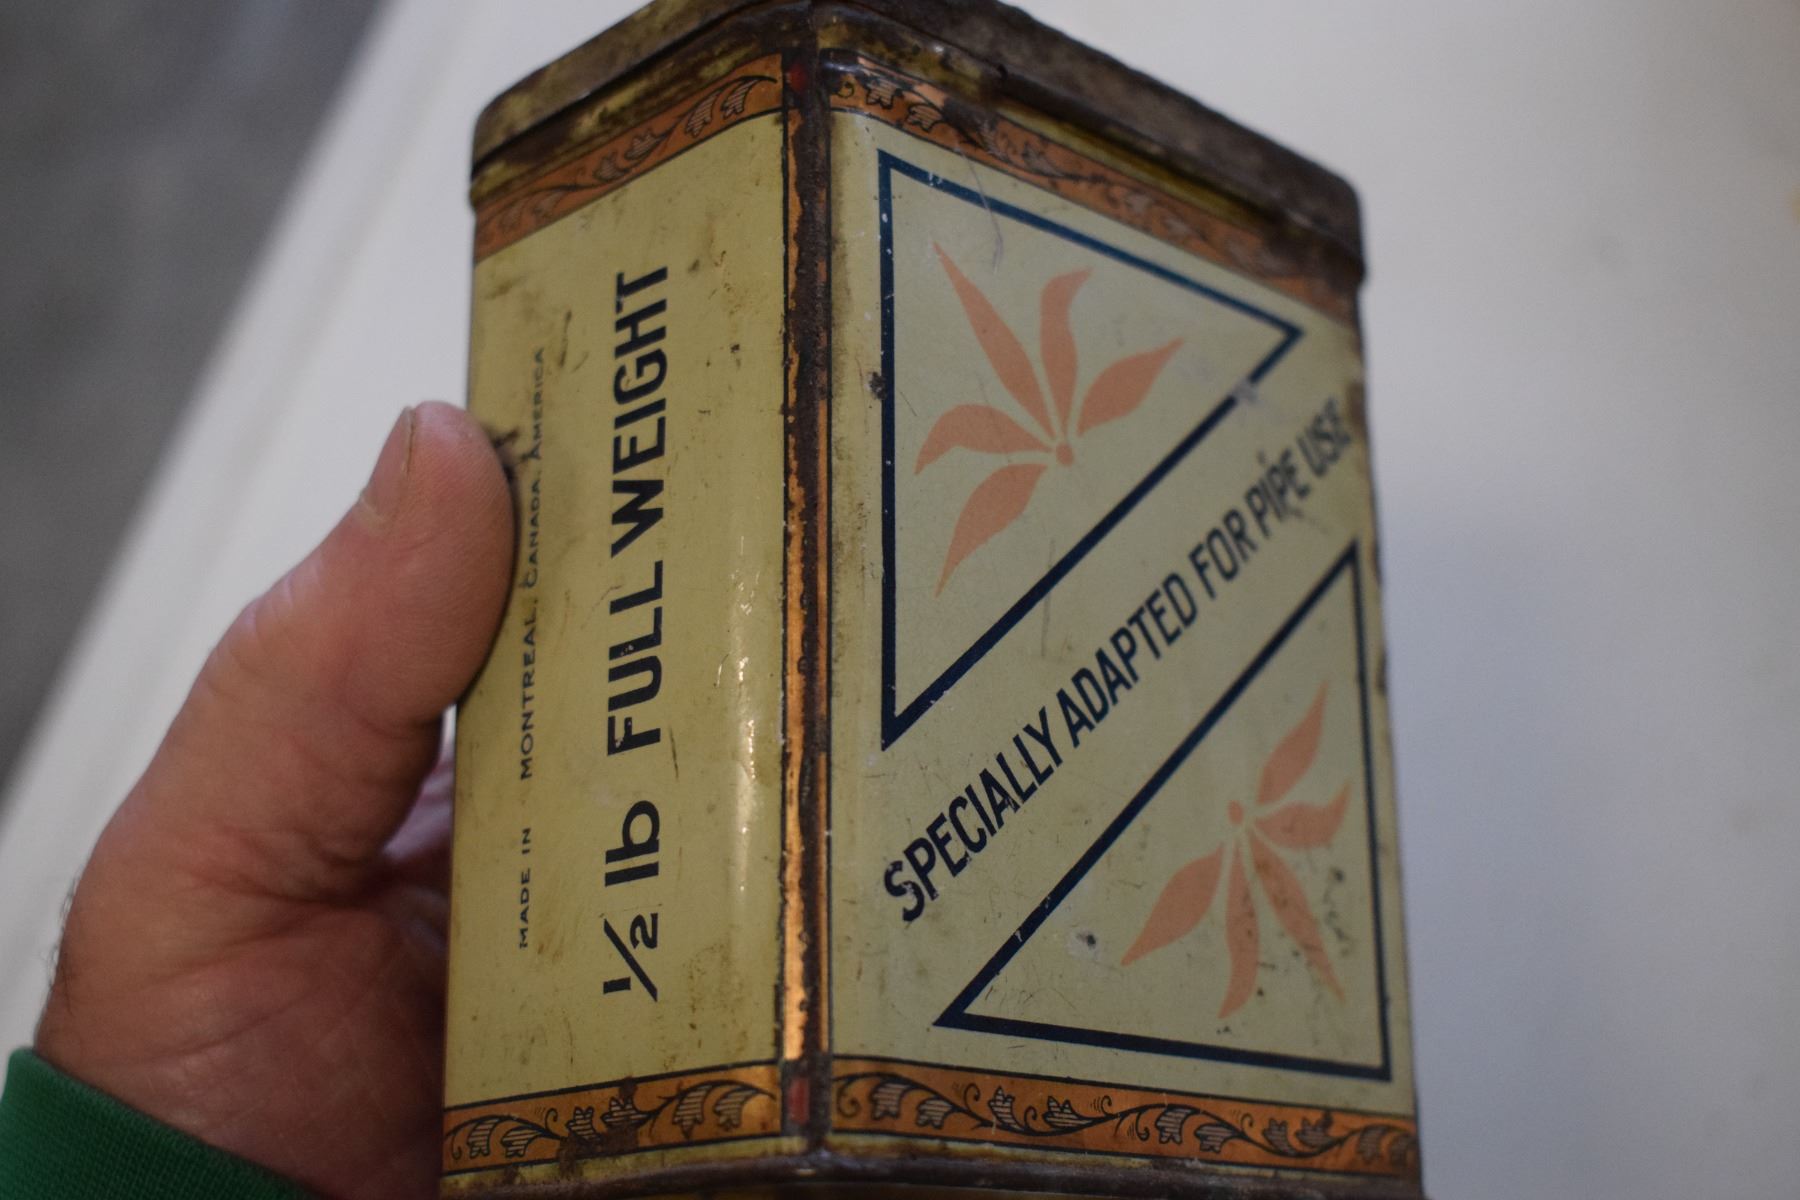 MADE IN MONTREAL, CANADA, AMERICA
1/2 lb FULL WEIGHT
SPECIALLY ADAPTED FOR PIPE USE